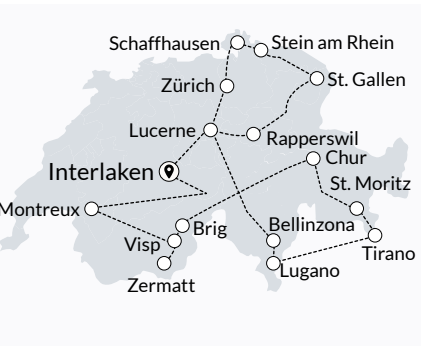 Schaffhausen
Stein am Rhein
Zürich
St. Gallen
Lucerne
Rapperswil
Chur
Interlaken
St. Moritz
Montreux
Brig
Bellinzona
Visp
Tirano
Lugano
Zermatt